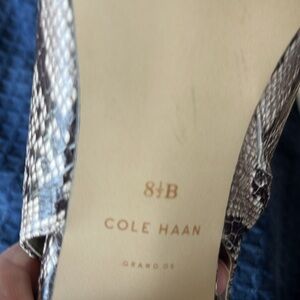 8½B
COLE HAAN
GRAND OS